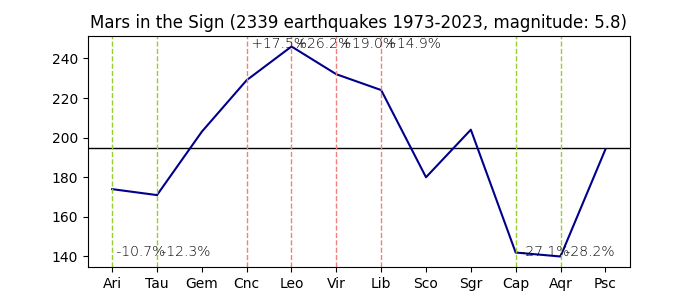 Mars in the Sign (2339 earthquakes 1973-2023, magnitude: 5.8)
+17.5% +26.2% +19.0% +14.9%
240
220
200
180
160
140
-10.7% -12.3% -27.1% -28.2%
Ari Tau Gem Cnc Leo Vir Lib Sco Sgr Cap Aqr Psc